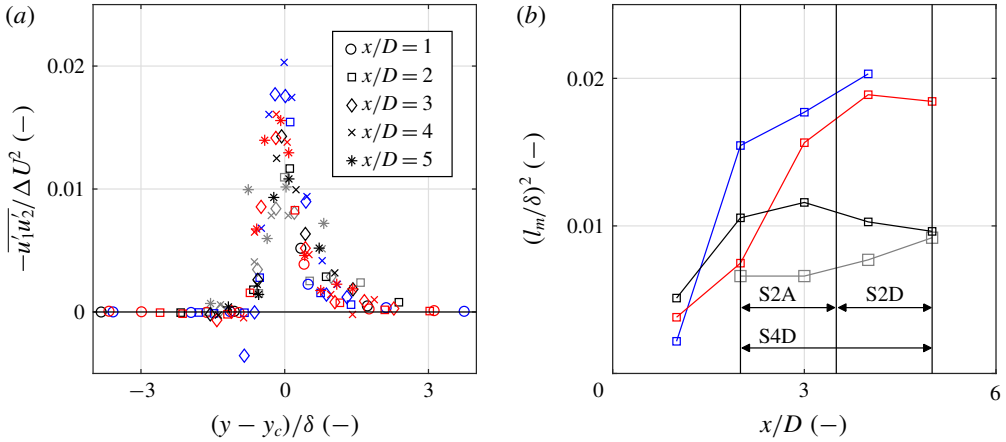 (a)
0.02
0.01
0
−3
0
3
(y − yc)/δ (−)
−u′1u′2/ΔU² (−)
x/D = 1
x/D = 2
x/D = 3
x/D = 4
x/D = 5
(b)
0.02
0.01
0
3
6
x/D (−)
(lm/δ)² (−)
S2A
S2D
S4D